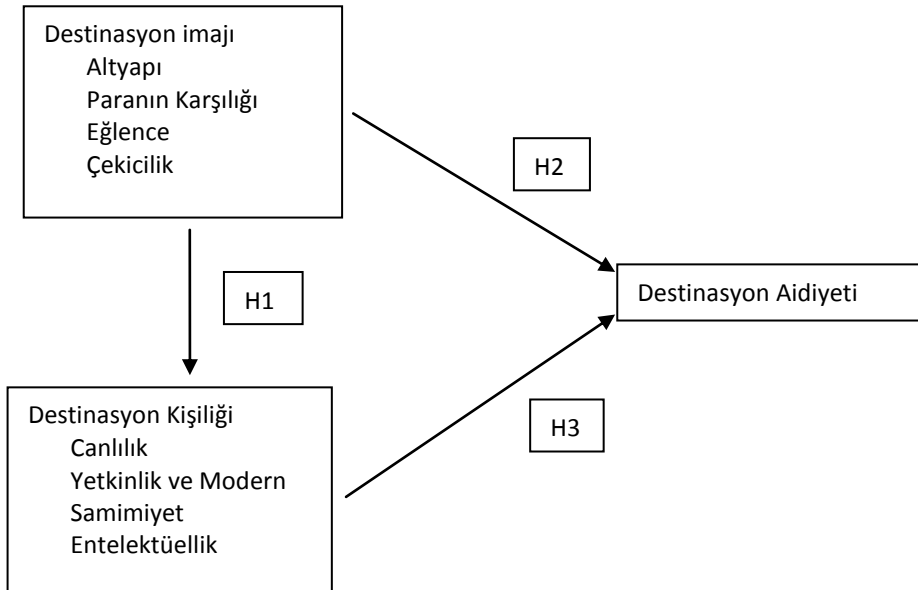 Destinasyon imajı
Altyapı
Paranın Karşılığı
Eğlence
Çekicilik
H2
H1
Destinasyon Aidiyeti
Destinasyon Kişiliği
Canlılık
Yetkinlik ve Modern
Samimiyet
Entelektüellik
H3